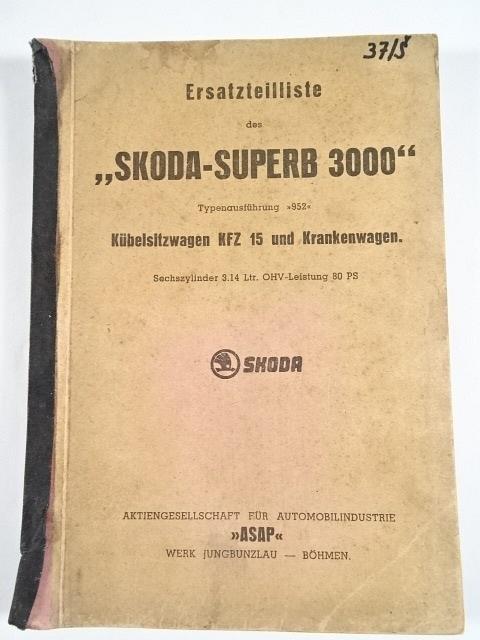 37/Š
Ersatzteilliste
des
„SKODA-SUPERB 3000“
Typenausführung »952«
Kübelsitzwagen KFZ 15 und Krankenwagen.
Sechszylinder 3.14 Ltr. OHV-Leistung 80 PS
SKODA
AKTIENGESELLSCHAFT FÜR AUTOMOBILINDUSTRIE
»ASAP«
WERK JUNGBUNZLAU — BÖHMEN.